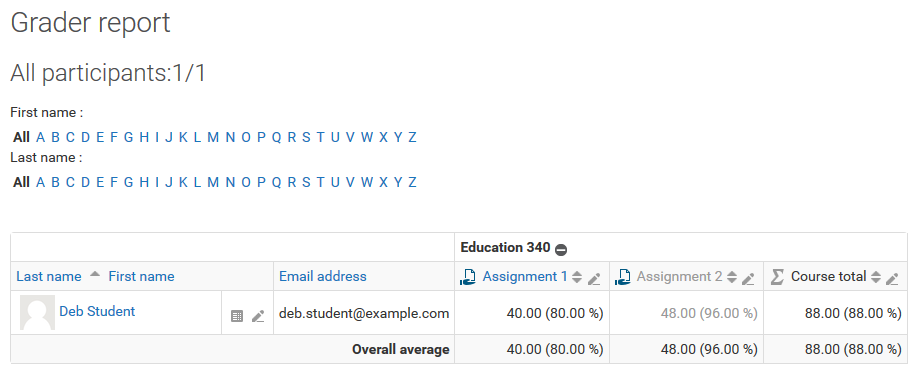 Grader report
All participants:1/1
First name :
All A B C D E F G H I J K L M N O P Q R S T U V W X Y Z
Last name :
All A B C D E F G H I J K L M N O P Q R S T U V W X Y Z
Education 340
Last name First name Email address Assignment 1 Assignment 2 Σ Course total
Deb Student deb.student@example.com 40.00 (80.00 %) 48.00 (96.00 %) 88.00 (88.00 %)
Overall average 40.00 (80.00 %) 48.00 (96.00 %) 88.00 (88.00 %)